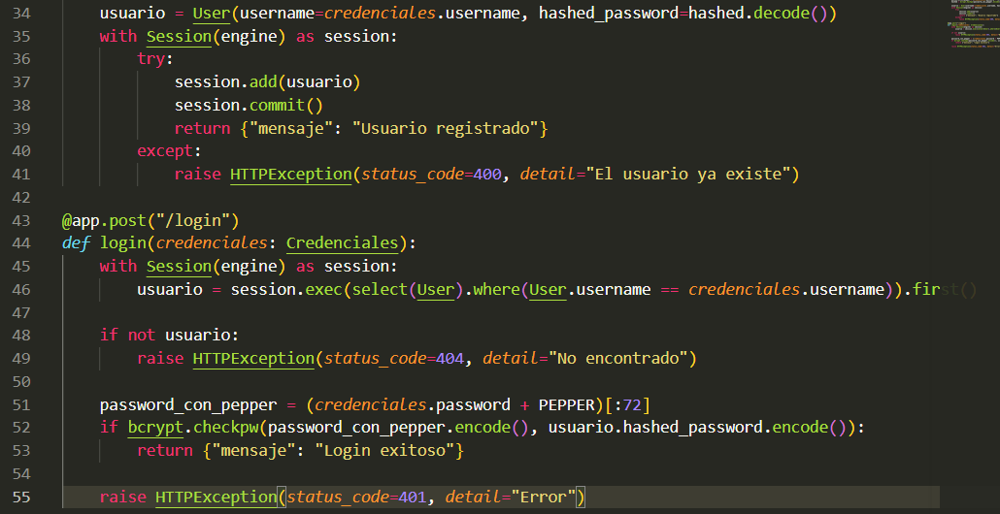 34 usuario = User(username=credenciales.username, hashed_password=hashed.decode())
35 with Session(engine) as session:
36 try:
37 session.add(usuario)
38 session.commit()
39 return {"mensaje": "Usuario registrado"}
40 except:
41 raise HTTPException(status_code=400, detail="El usuario ya existe")
42
43 @app.post("/login")
44 def login(credenciales: Credenciales):
45 with Session(engine) as session:
46 usuario = session.exec(select(User).where(User.username == credenciales.username)).first()
47
48 if not usuario:
49 raise HTTPException(status_code=404, detail="No encontrado")
50
51 password_con_pepper = (credenciales.password + PEPPER)[:72]
52 if bcrypt.checkpw(password_con_pepper.encode(), usuario.hashed_password.encode()):
53 return {"mensaje": "Login exitoso"}
54
55 raise HTTPException(status_code=401, detail="Error")